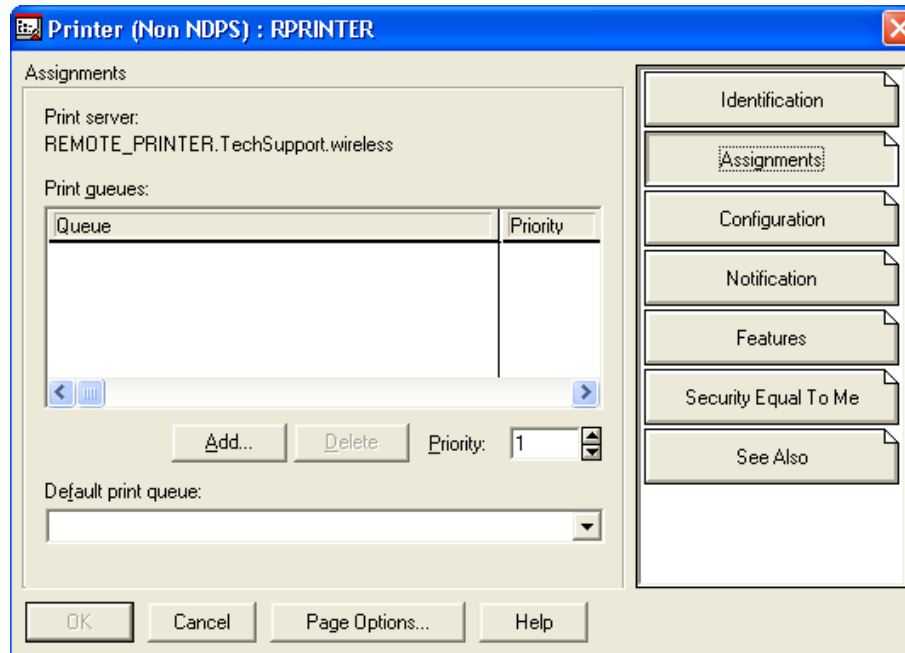 Printer (Non NDPS) : RPRINTER
Assignments
Print server:
REMOTE_PRINTER.TechSupport.wireless
Print queues:
Queue Priority
Add... Delete Priority: 1
Default print queue:
OK Cancel Page Options... Help
Identification
Assignments
Configuration
Notification
Features
Security Equal To Me
See Also